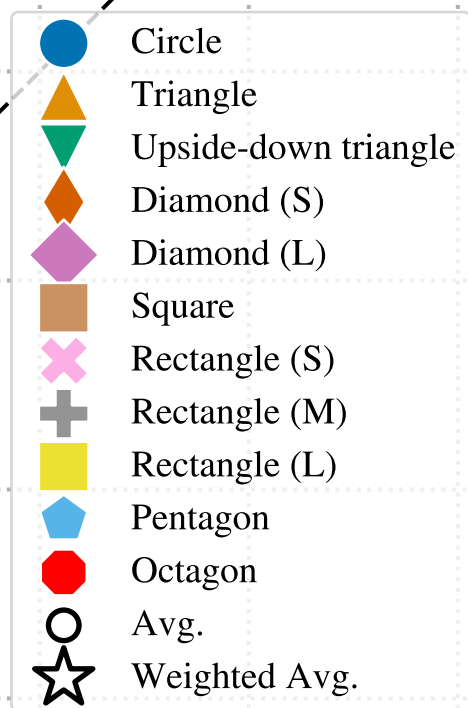 Circle
Triangle
Upside-down triangle
Diamond (S)
Diamond (L)
Square
Rectangle (S)
Rectangle (M)
Rectangle (L)
Pentagon
Octagon
Avg.
Weighted Avg.